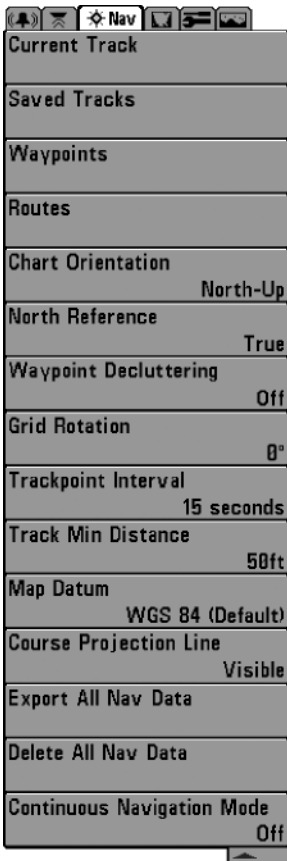 Nav
Current Track
Saved Tracks
Waypoints
Routes
Chart Orientation
North-Up
North Reference
True
Waypoint Decluttering
Off
Grid Rotation
0°
Trackpoint Interval
15 seconds
Track Min Distance
50ft
Map Datum
WGS 84 (Default)
Course Projection Line
Visible
Export All Nav Data
Delete All Nav Data
Continuous Navigation Mode
Off